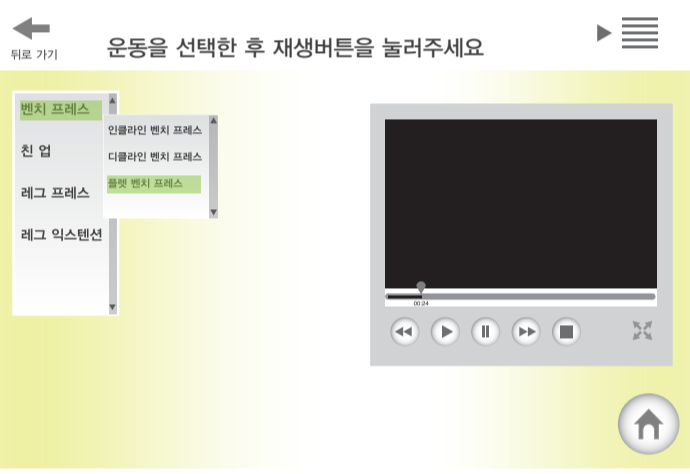 뒤로 가기
운동을 선택한 후 재생버튼을 눌러주세요
벤치 프레스
친 업
레그 프레스
레그 익스텐션
인클라인 벤치 프레스
디클라인 벤치 프레스
플렛 벤치 프레스
00:24